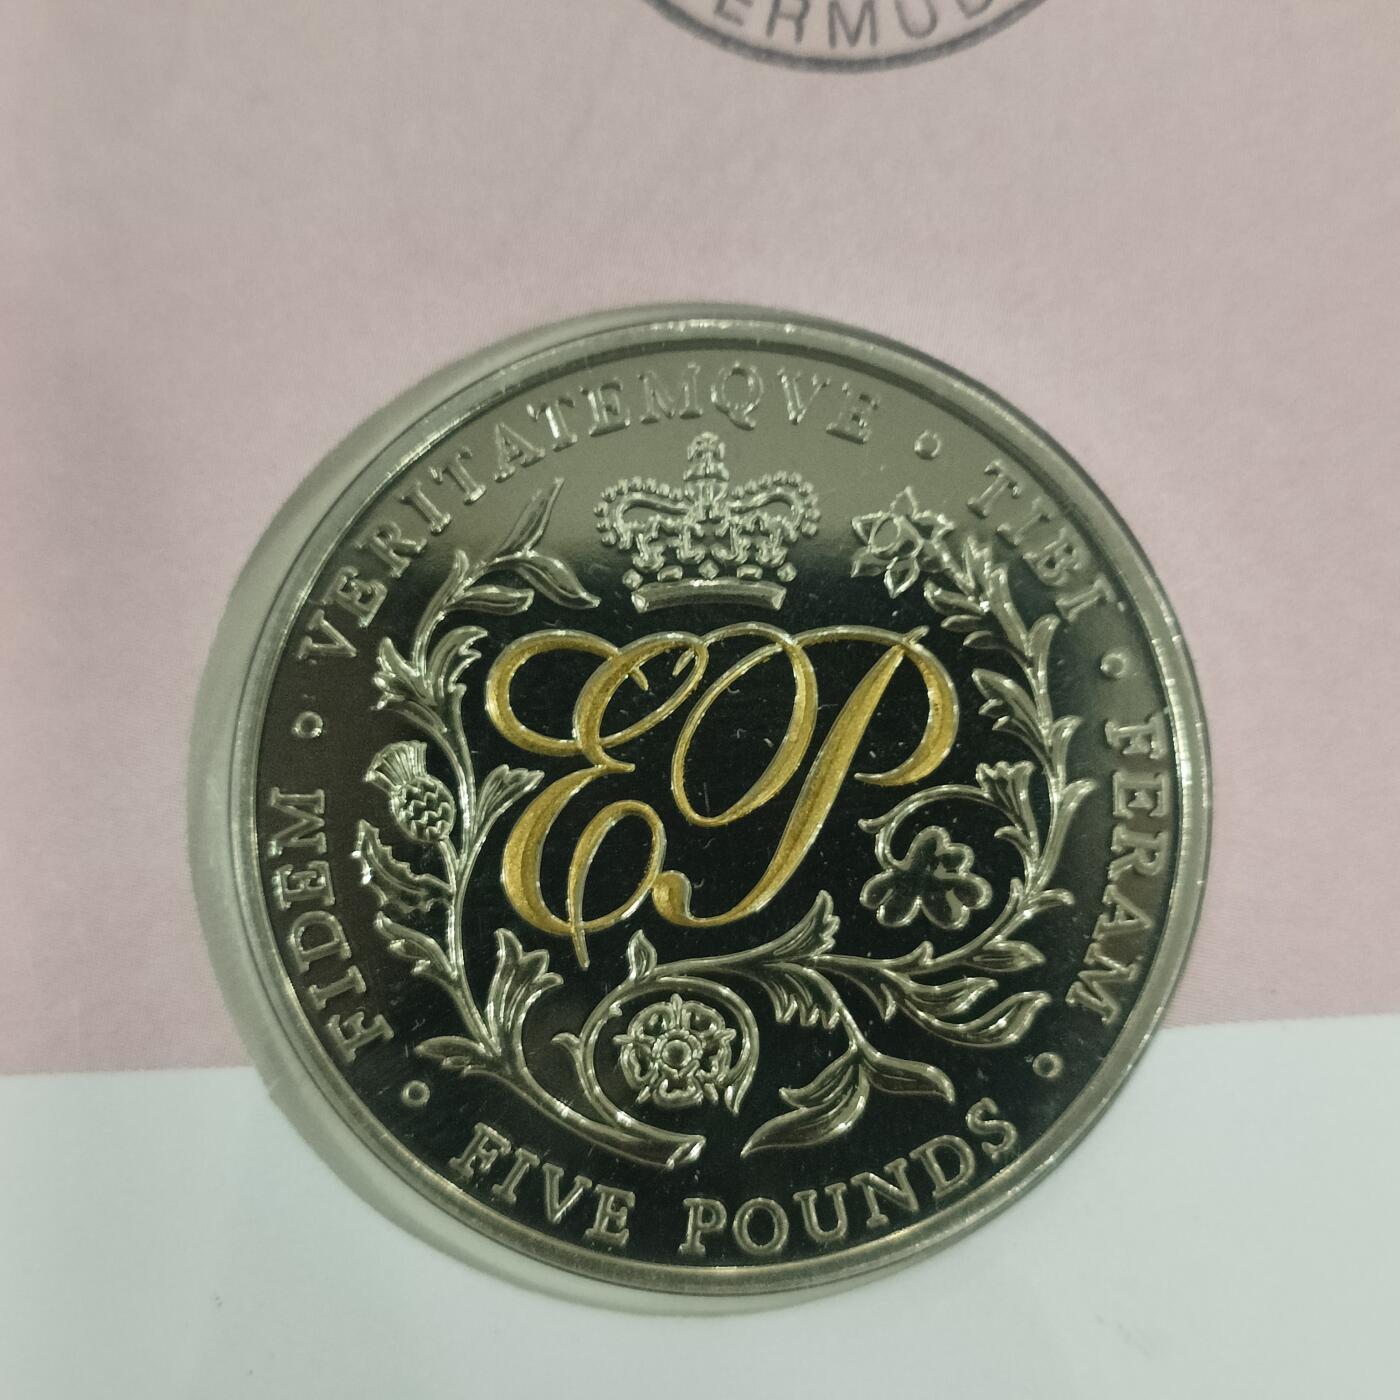 ERMUD
FIDEM · VERITATEMQVE · TIBI · FERAM
EP
FIVE POUNDS